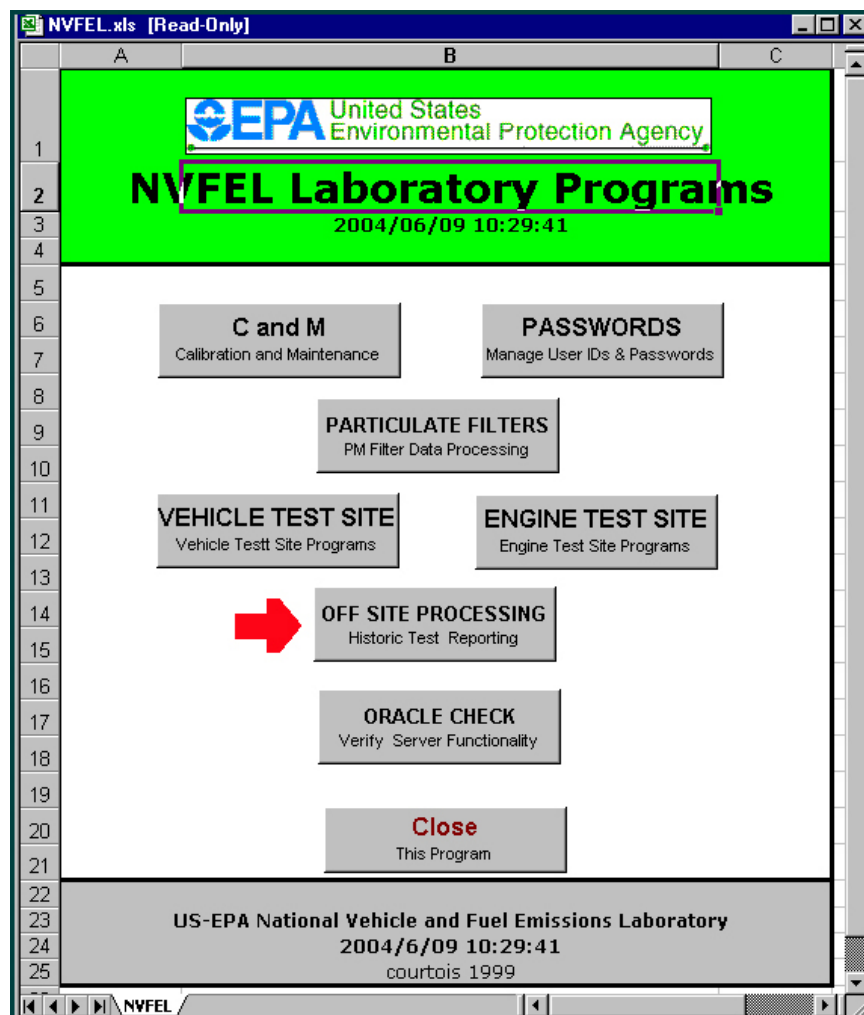 NVFEL.xls [Read-Only]
A B C
1
EPA United States
Environmental Protection Agency
2
NVFEL Laboratory Programs
3
2004/06/09 10:29:41
4
5
6
C and M PASSWORDS
7
Calibration and Maintenance Manage User IDs & Passwords
8
9
PARTICULATE FILTERS
PM Filter Data Processing
10
11
VEHICLE TEST SITE ENGINE TEST SITE
12
Vehicle Testt Site Programs Engine Test Site Programs
13
14
OFF SITE PROCESSING
15
Historic Test Reporting
16
17
ORACLE CHECK
Verify Server Functionality
18
19
20
Close
21
This Program
22
23
US-EPA National Vehicle and Fuel Emissions Laboratory
24
2004/6/09 10:29:41
25
courtois 1999
NVFEL